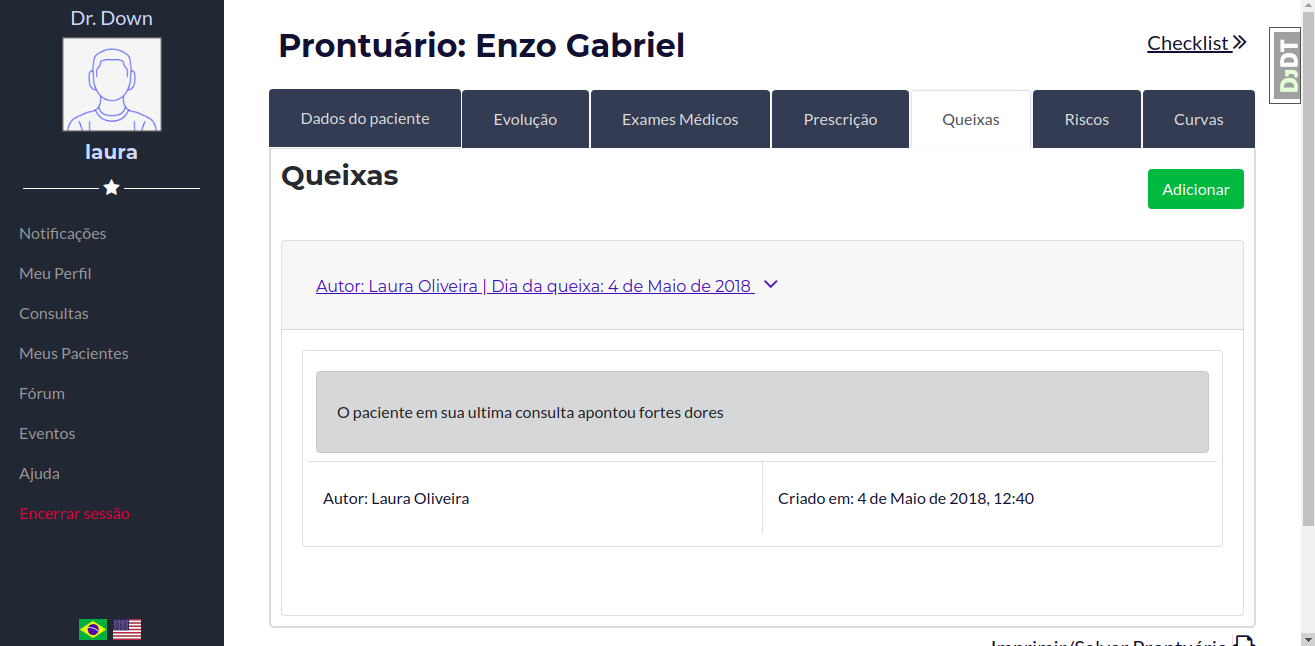 Dr. Down
laura
Notificações
Meu Perfil
Consultas
Meus Pacientes
Fórum
Eventos
Ajuda
Encerrar sessão
Prontuário: Enzo Gabriel
Checklist
DjDT
Dados do paciente
Evolução
Exames Médicos
Prescrição
Queixas
Riscos
Curvas
Queixas
Adicionar
Autor: Laura Oliveira | Dia da queixa: 4 de Maio de 2018
O paciente em sua ultima consulta apontou fortes dores
Autor: Laura Oliveira
Criado em: 4 de Maio de 2018, 12:40
Imprimir/Salvar Prontuário